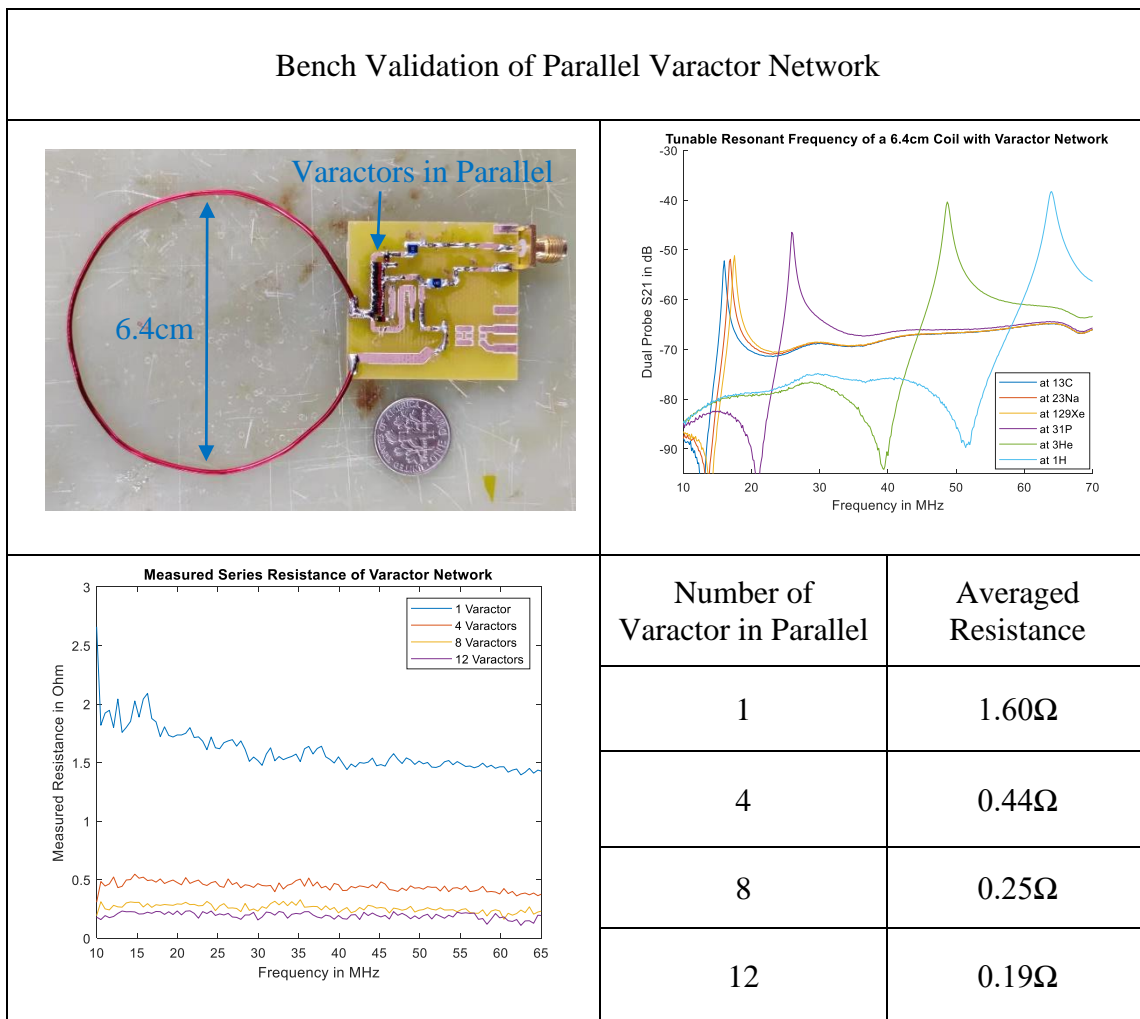 Bench Validation of Parallel Varactor Network
Varactors in Parallel
6.4cm
Tunable Resonant Frequency of a 6.4cm Coil with Varactor Network
Dual Probe S21 in dB
-30
-40
-50
-60
-70
-80
-90
at 13C
at 23Na
at 129Xe
at 31P
at 3He
at 1H
10 20 30 40 50 60 70
Frequency in MHz
Measured Series Resistance of Varactor Network
Measured Resistance in Ohm
3
2.5
2
1.5
1
0.5
0
1 Varactor
4 Varactors
8 Varactors
12 Varactors
10 15 20 25 30 35 40 45 50 55 60 65
Frequency in MHz
Number of
Varactor in Parallel
Averaged
Resistance
1 1.60Ω
4 0.44Ω
8 0.25Ω
12 0.19Ω